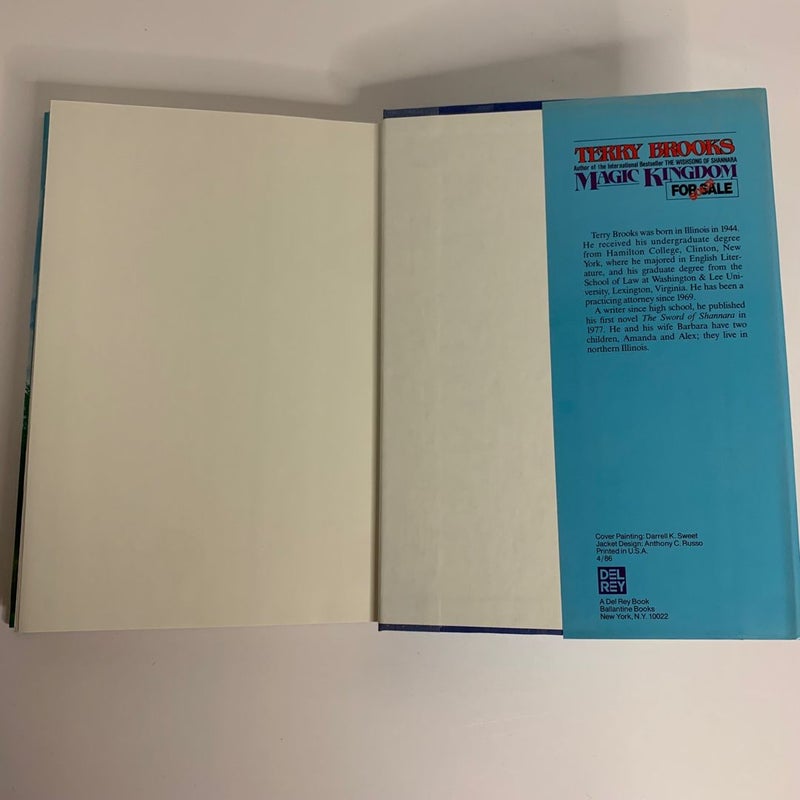 TERRY BROOKS
Author of the International Bestseller THE WISHSONG OF SHANNARA
MAGIC KINGDOM
FOR SALE
SOLD
Terry Brooks was born in Illinois in 1944.
He received his undergraduate degree
from Hamilton College, Clinton, New
York, where he majored in English Liter-
ature, and his graduate degree from the
School of Law at Washington & Lee Uni-
versity, Lexington, Virginia. He has been a
practicing attorney since 1969.
A writer since high school, he published
his first novel The Sword of Shannara in
1977. He and his wife Barbara have two
children, Amanda and Alex; they live in
northern Illinois.
Cover Painting: Darrell K. Sweet
Jacket Design: Anthony C. Russo
Printed in U.S.A.
4/86
DEL
REY
A Del Rey Book
Ballantine Books
New York, N.Y. 10022